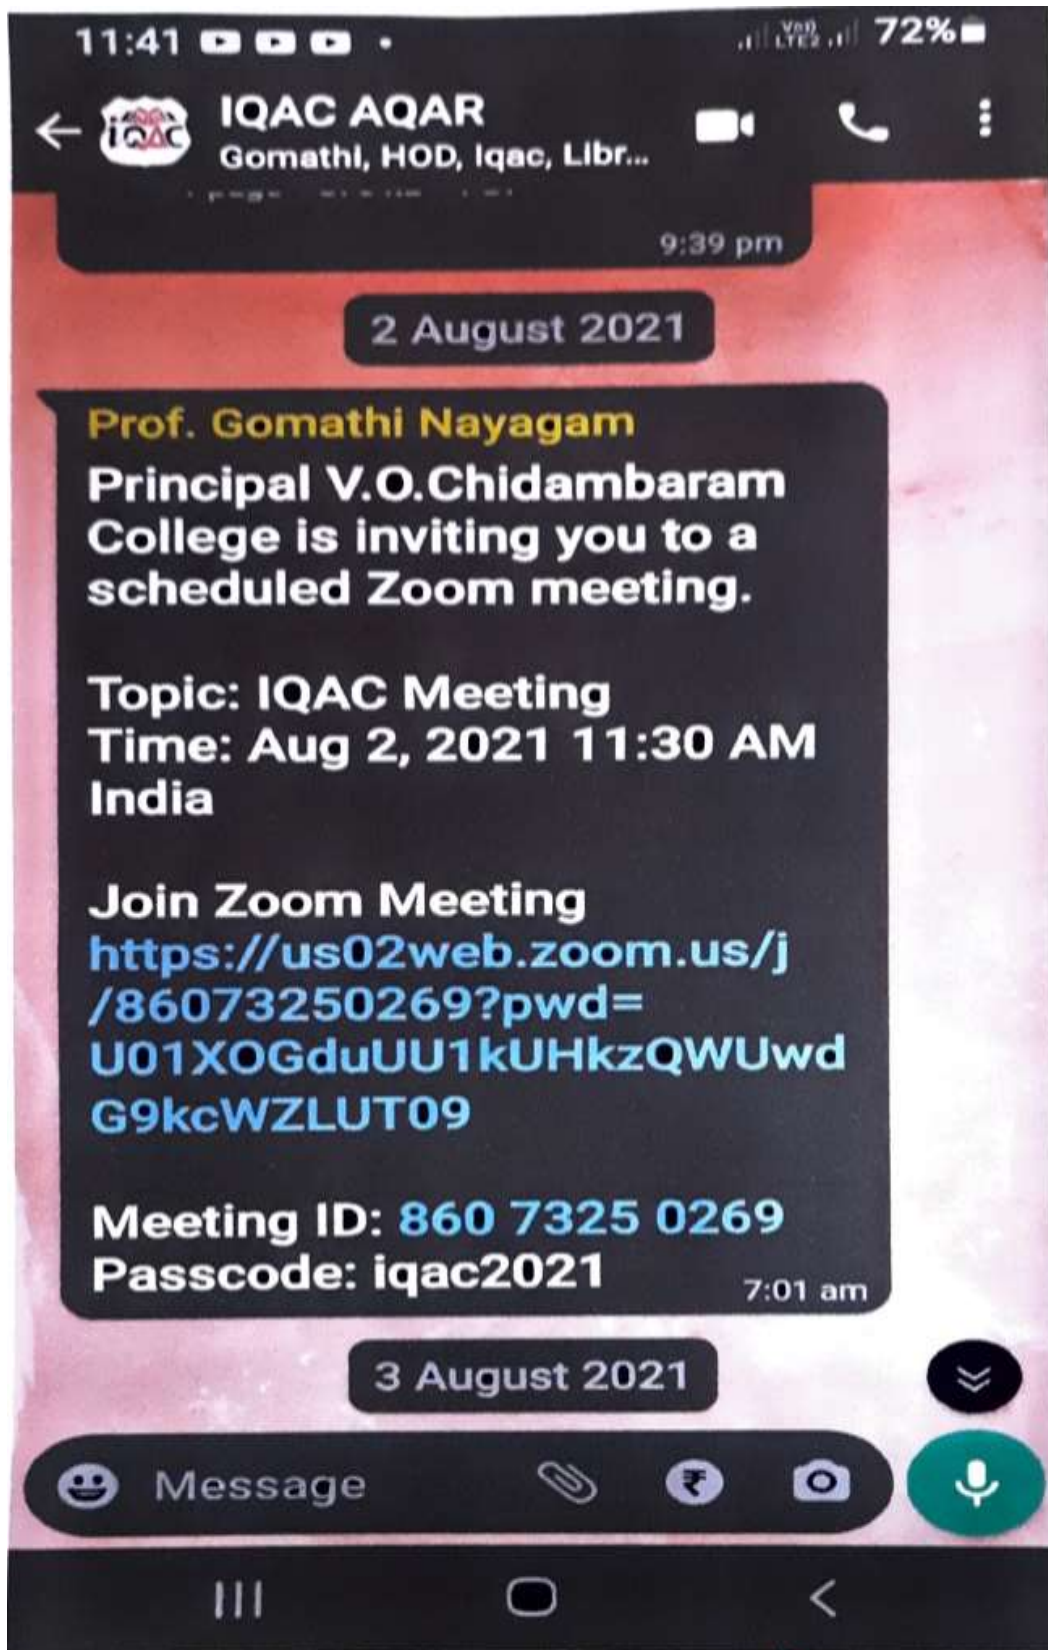 11:41
Vo))
LTE2
72%
IQAC
IQAC AQAR
Gomathi, HOD, Iqac, Libr...
9:39 pm
2 August 2021
Prof. Gomathi Nayagam
Principal V.O.Chidambaram
College is inviting you to a
scheduled Zoom meeting.
Topic: IQAC Meeting
Time: Aug 2, 2021 11:30 AM
India
Join Zoom Meeting
https://us02web.zoom.us/j
/86073250269?pwd=
U01XOGduUU1kUHkzQWUwd
G9kcWZLUT09
Meeting ID: 860 7325 0269
Passcode: iqac2021
7:01 am
3 August 2021
Message
₹